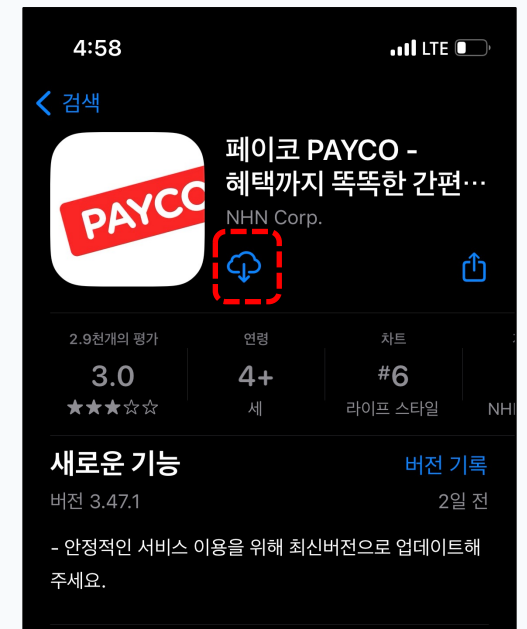 4:58
LTE
검색
PAYCO
페이코 PAYCO -
혜택까지 똑똑한 간편…
NHN Corp.
2.9천개의 평가
연령
차트
3.0
4+
#6
★★★☆☆
세
라이프 스타일
NH
새로운 기능
버전 기록
버전 3.47.1
2일 전
- 안정적인 서비스 이용을 위해 최신버전으로 업데이트해
주세요.